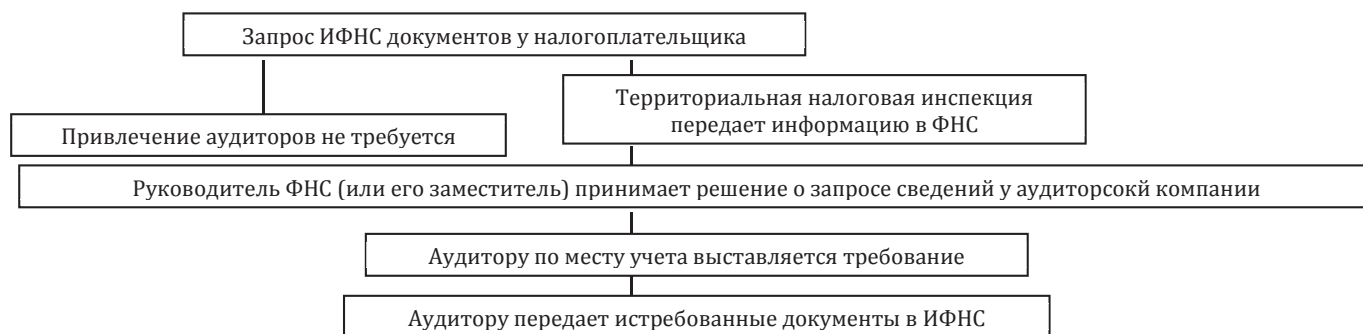 Запрос ИФНС документов у налогоплательщика
Территориальная налоговая инспекция
передает информацию в ФНС
Привлечение аудиторов не требуется
Руководитель ФНС (или его заместитель) принимает решение о запросе сведений у аудиторсокй компании
Аудитору по месту учета выставляется требование
Аудитору передает истребованные документы в ИФНС